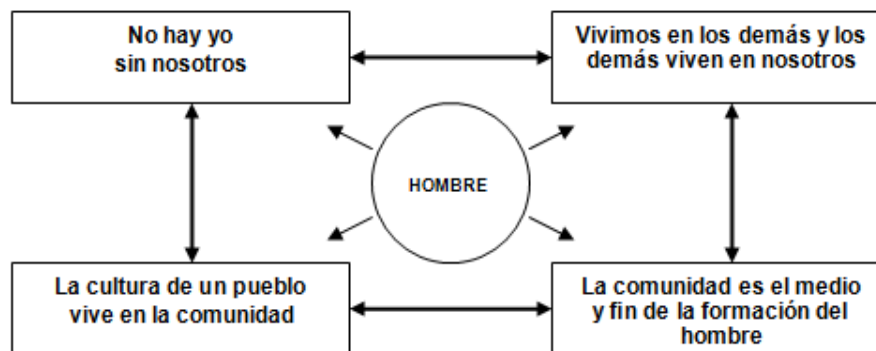 No hay yo
sin nosotros
Vivimos en los demás y los
demás viven en nosotros
HOMBRE
La cultura de un pueblo
vive en la comunidad
La comunidad es el medio
y fin de la formación del
hombre